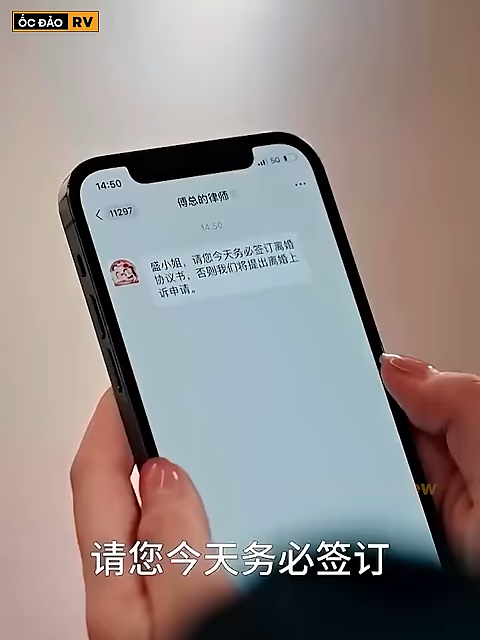 ỐC ĐẢO RV
14:50
5G
11297
傅总的律师
14:50
盛小姐，请您今天务必签订离婚
协议书，否则我们将提出离婚上
诉申请。
请您今天务必签订